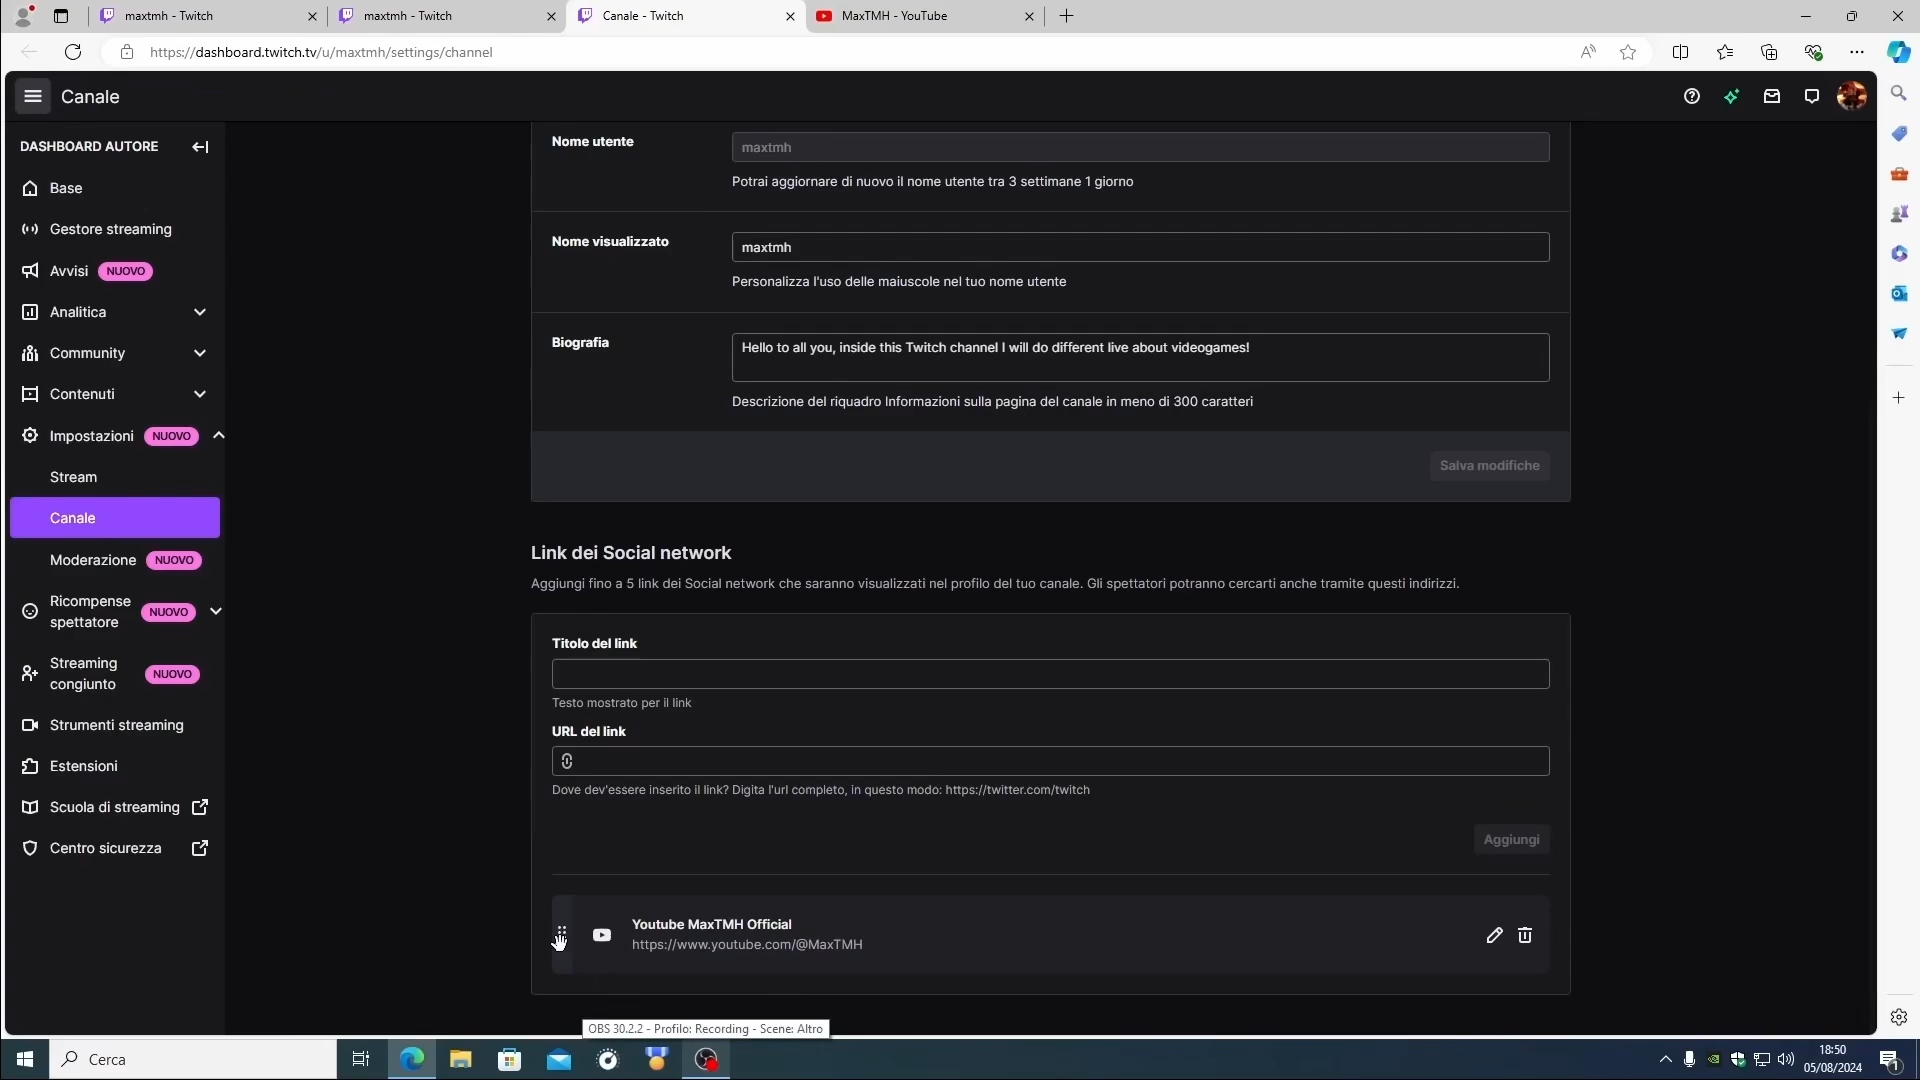 maxtmh - Twitch
maxtmh - Twitch
Canale - Twitch
MaxTMH - YouTube
https://dashboard.twitch.tv/u/maxtmh/settings/channel
Canale
DASHBOARD AUTORE
Base
Gestore streaming
Avvisi NUOVO
Analitica
Community
Contenuti
Impostazioni NUOVO
Stream
Canale
Moderazione NUOVO
Ricompense
spettatore NUOVO
Streaming
congiunto NUOVO
Strumenti streaming
Estensioni
Scuola di streaming
Centro sicurezza
Nome utente
maxtmh
Potrai aggiornare di nuovo il nome utente tra 3 settimane 1 giorno
Nome visualizzato
maxtmh
Personalizza l'uso delle maiuscole nel tuo nome utente
Biografia
Hello to all you, inside this Twitch channel I will do different live about videogames!
Descrizione del riquadro Informazioni sulla pagina del canale in meno di 300 caratteri
Salva modifiche
Link dei Social network
Aggiungi fino a 5 link dei Social network che saranno visualizzati nel profilo del tuo canale. Gli spettatori potranno cercarti anche tramite questi indirizzi.
Titolo del link
Testo mostrato per il link
URL del link
Dove dev'essere inserito il link? Digita l'url completo, in questo modo: https://twitter.com/twitch
Aggiungi
Youtube MaxTMH Official
https://www.youtube.com/@MaxTMH
OBS 30.2.2 - Profilo: Recording - Scene: Altro
Cerca
18:50
05/08/2024
1